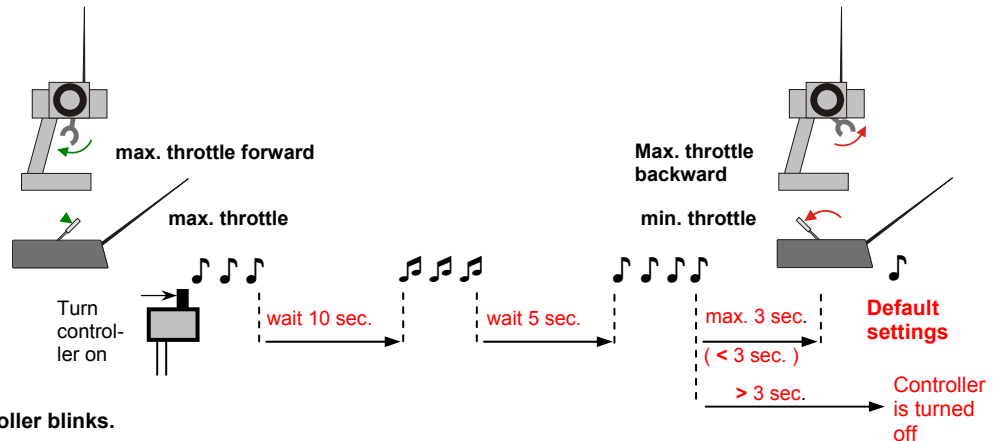 max. throttle forward
max. throttle
Max. throttle
backward
min. throttle
Turn
control-
ler on
wait 10 sec.
wait 5 sec.
max. 3 sec.
( < 3 sec. )
> 3 sec.
Default
settings
Controller
is turned
off
oller blinks.